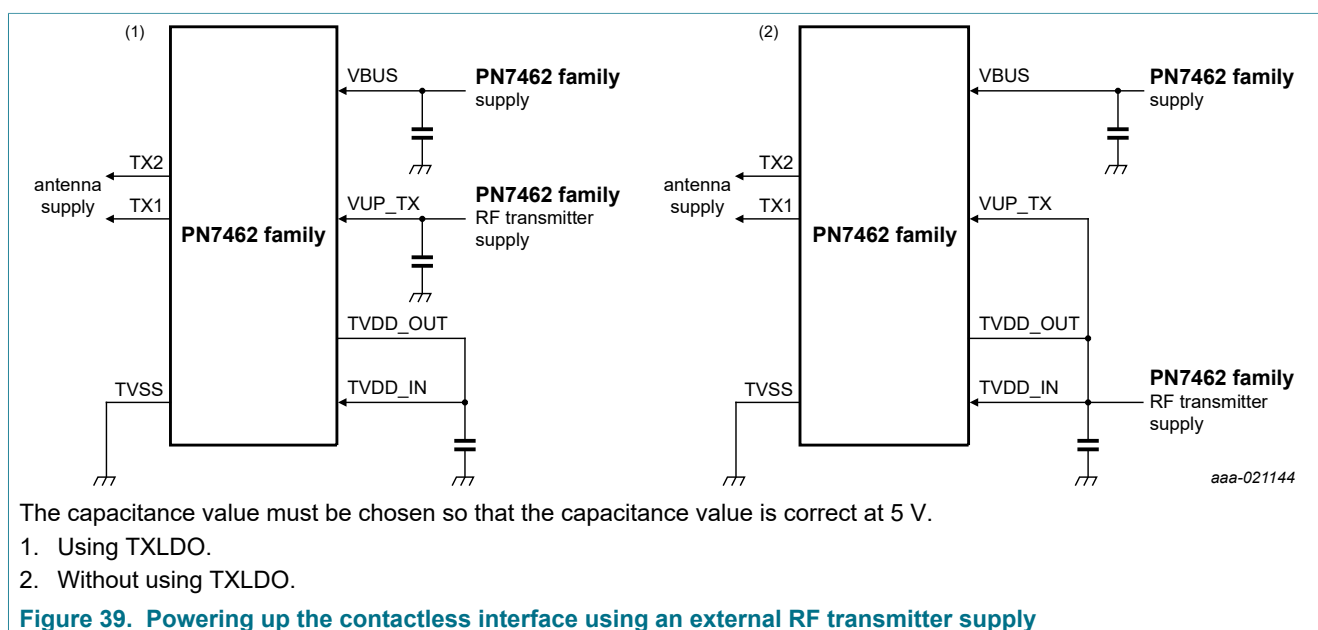 (1)
VBUS
PN7462 family
supply
TX2
antenna
supply
TX1
PN7462 family
VUP_TX
PN7462 family
RF transmitter
supply
TVDD_OUT
TVSS
TVDD_IN
(2)
VBUS
PN7462 family
supply
TX2
antenna
supply
TX1
PN7462 family
VUP_TX
TVDD_OUT
TVSS
TVDD_IN
PN7462 family
RF transmitter
supply
aaa-021144
The capacitance value must be chosen so that the capacitance value is correct at 5 V.
1. Using TXLDO.
2. Without using TXLDO.
Figure 39. Powering up the contactless interface using an external RF transmitter supply